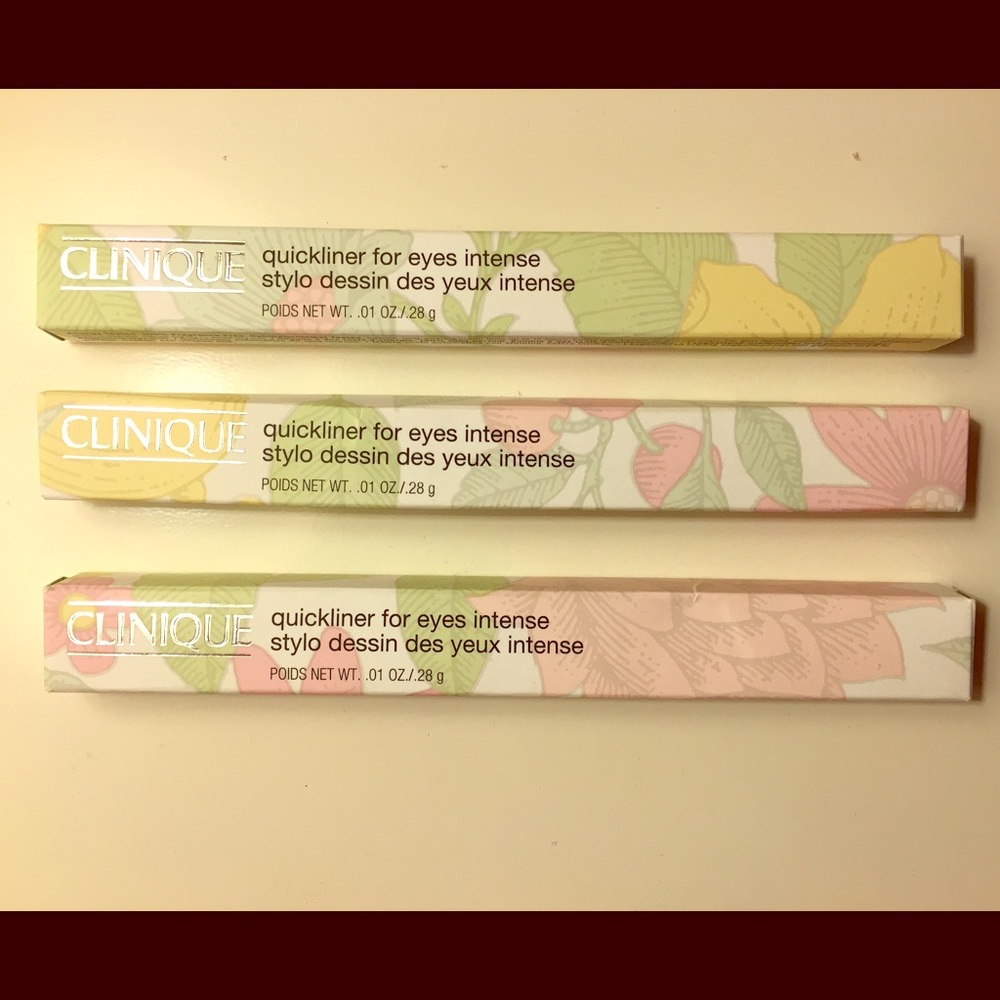 CLINIQUE
quickliner for eyes intense
stylo dessin des yeux intense
POIDS NET WT. .01 OZ./.28 g
CLINIQUE
quickliner for eyes intense
stylo dessin des yeux intense
POIDS NET WT. .01 OZ./.28 g
CLINIQUE
quickliner for eyes intense
stylo dessin des yeux intense
POIDS NET WT. .01 OZ./.28 g